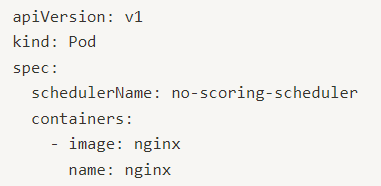 apiVersion: v1
kind: Pod
spec:
  schedulerName: no-scoring-scheduler
  containers:
    - image: nginx
      name: nginx